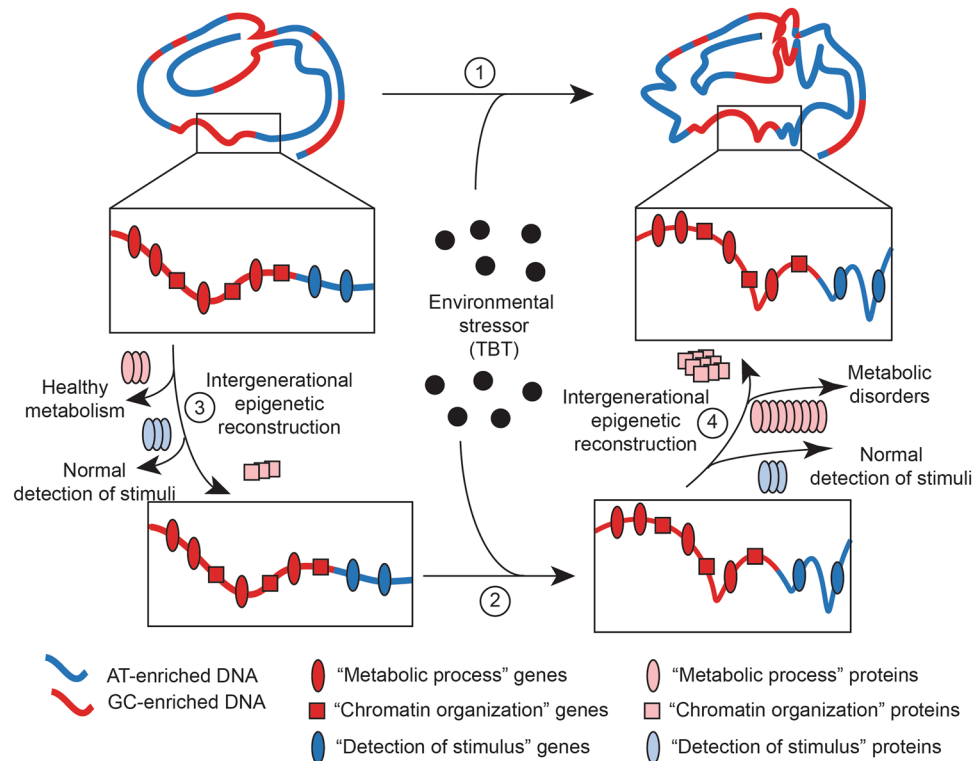 1
Environmental
stressor
(TBT)
Healthy
metabolism
3
Intergenerational
epigenetic
reconstruction
Normal
detection of stimuli
Intergenerational
epigenetic
reconstruction
4
Metabolic
disorders
Normal
detection of stimuli
2
AT-enriched DNA
GC-enriched DNA
“Metabolic process” genes
“Chromatin organization” genes
“Detection of stimulus” genes
“Metabolic process” proteins
“Chromatin organization” proteins
“Detection of stimulus” proteins